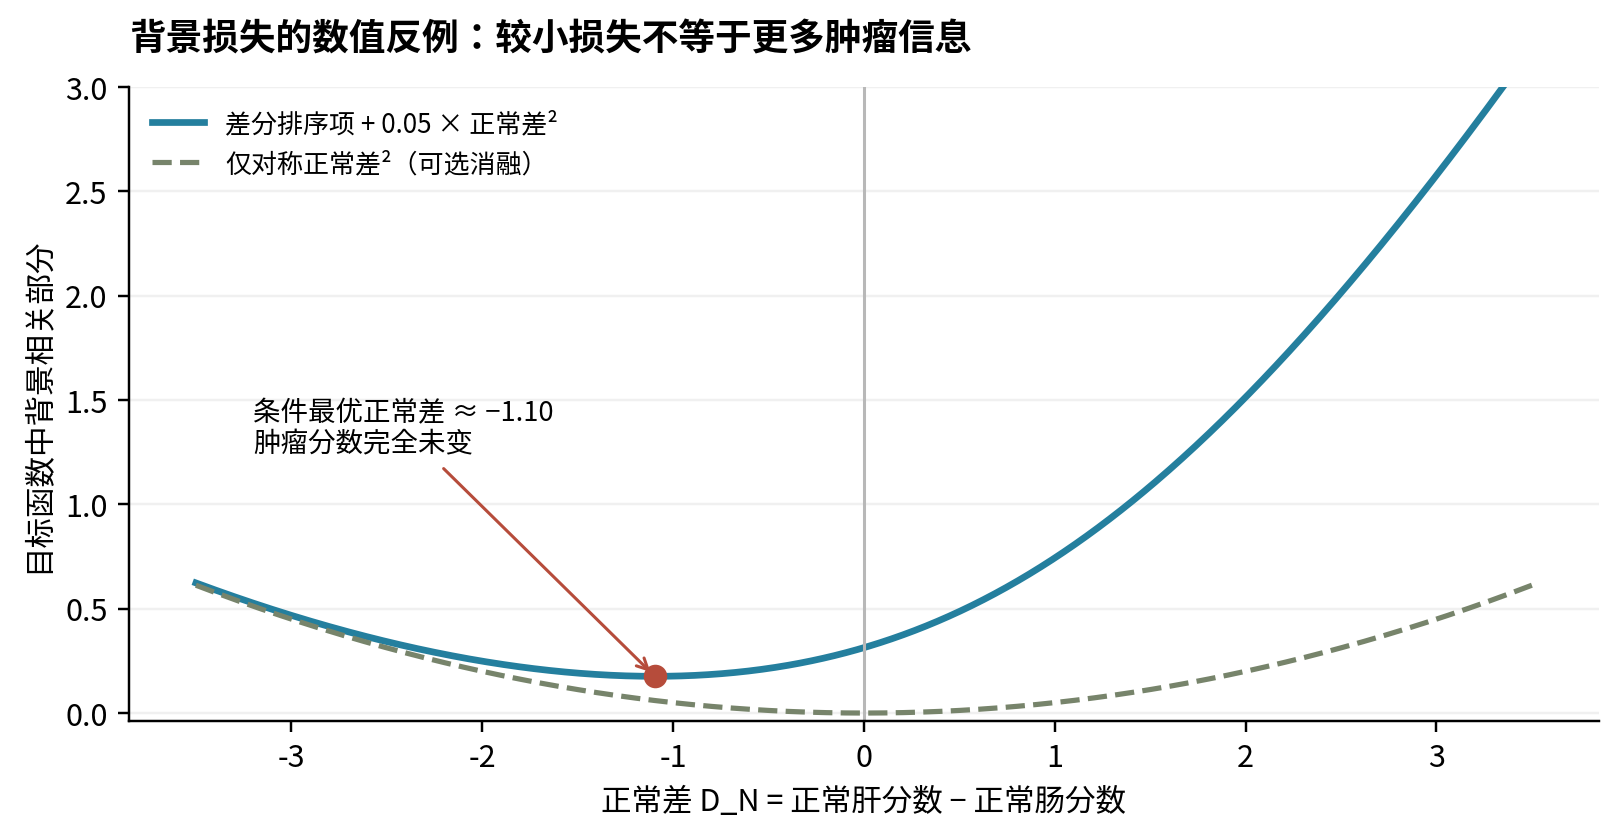 背景损失的数值反例：较小损失不等于更多肿瘤信息
目标函数中背景相关部分
3.0
2.5
2.0
1.5
1.0
0.5
0.0
差分排序项 + 0.05 × 正常差²
仅对称正常差²（可选消融）
条件最优正常差 ≈ −1.10
肿瘤分数完全未变
-3
-2
-1
0
1
2
3
正常差 D_N = 正常肝分数 − 正常肠分数